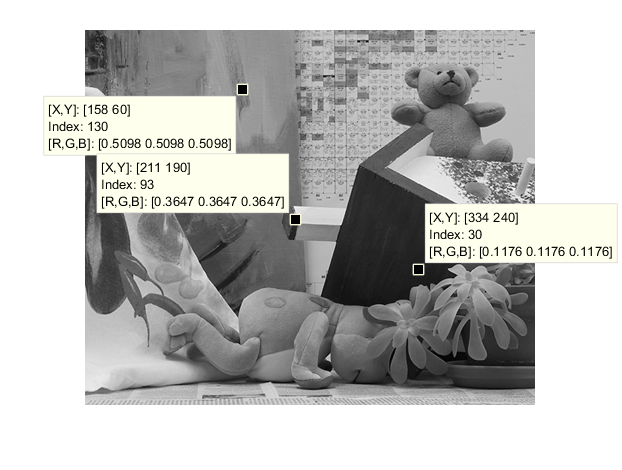 [X,Y]: [158 60]
Index: 130
[R,G,B]: [0.5098 0.5098 0.5098]
[X,Y]: [211 190]
Index: 93
[R,G,B]: [0.3647 0.3647 0.3647]
[X,Y]: [334 240]
Index: 30
[R,G,B]: [0.1176 0.1176 0.1176]